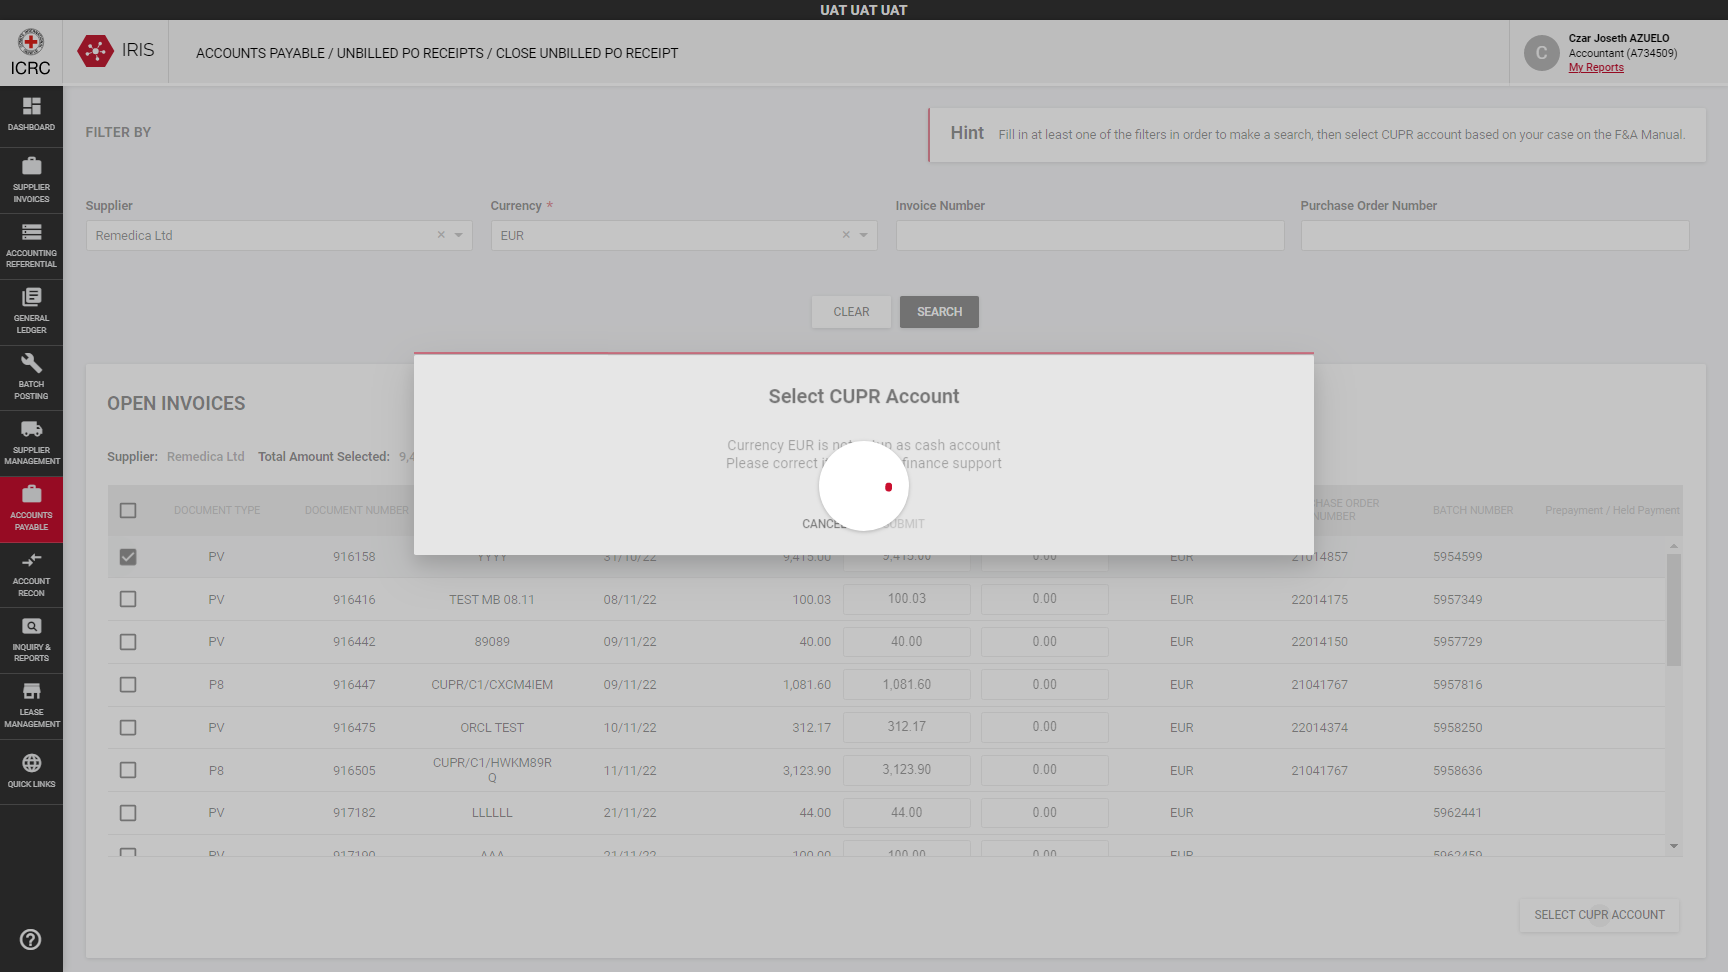 UAT UAT UAT
ICRC
IRIS
ACCOUNTS PAYABLE / UNBILLED PO RECEIPTS / CLOSE UNBILLED PO RECEIPT
C
Czar Joseth AZUELO
Accountant (A734509)
My Reports
DASHBOARD
SUPPLIER
INVOICES
ACCOUNTING
REFERENTIAL
GENERAL
LEDGER
BATCH
POSTING
SUPPLIER
MANAGEMENT
ACCOUNTS
PAYABLE
ACCOUNT
RECON
INQUIRY &
REPORTS
LEASE
MANAGEMENT
QUICK LINKS
FILTER BY
Hint Fill in at least one of the filters in order to make a search, then select CUPR account based on your case on the F&A Manual.
Supplier Currency * Invoice Number Purchase Order Number
Remedica Ltd EUR
CLEAR SEARCH
Select CUPR Account
Currency EUR is as cash account
Please correct finance support
CANCEL
OPEN INVOICES
Supplier: Remedica Ltd Total Amount Selected: 9,4
DOCUMENT TYPE DOCUMENT NUMBER HASE ORDER NUMBER BATCH NUMBER Prepayment / Held Payment
PV 916158 YYYY 31/10/22 9,415.00 9,415.00 0.00 EUR 21014857 5954599
PV 916416 TEST MB 08.11 08/11/22 100.03 100.03 0.00 EUR 22014175 5957349
PV 916442 89089 09/11/22 40.00 40.00 0.00 EUR 22014150 5957729
P8 916447 CUPR/C1/CXCM4IEM 09/11/22 1,081.60 1,081.60 0.00 EUR 21041767 5957816
PV 916475 ORCL TEST 10/11/22 312.17 312.17 0.00 EUR 22014374 5958250
P8 916505 CUPR/C1/HWKM89RQ 11/11/22 3,123.90 3,123.90 0.00 EUR 21041767 5958636
PV 917182 LLLLLL 21/11/22 44.00 44.00 0.00 EUR 5962441
PV 917190 AAA 21/11/22 100.00 100.00 0.00 EUR 5962459
SELECT CUPR ACCOUNT